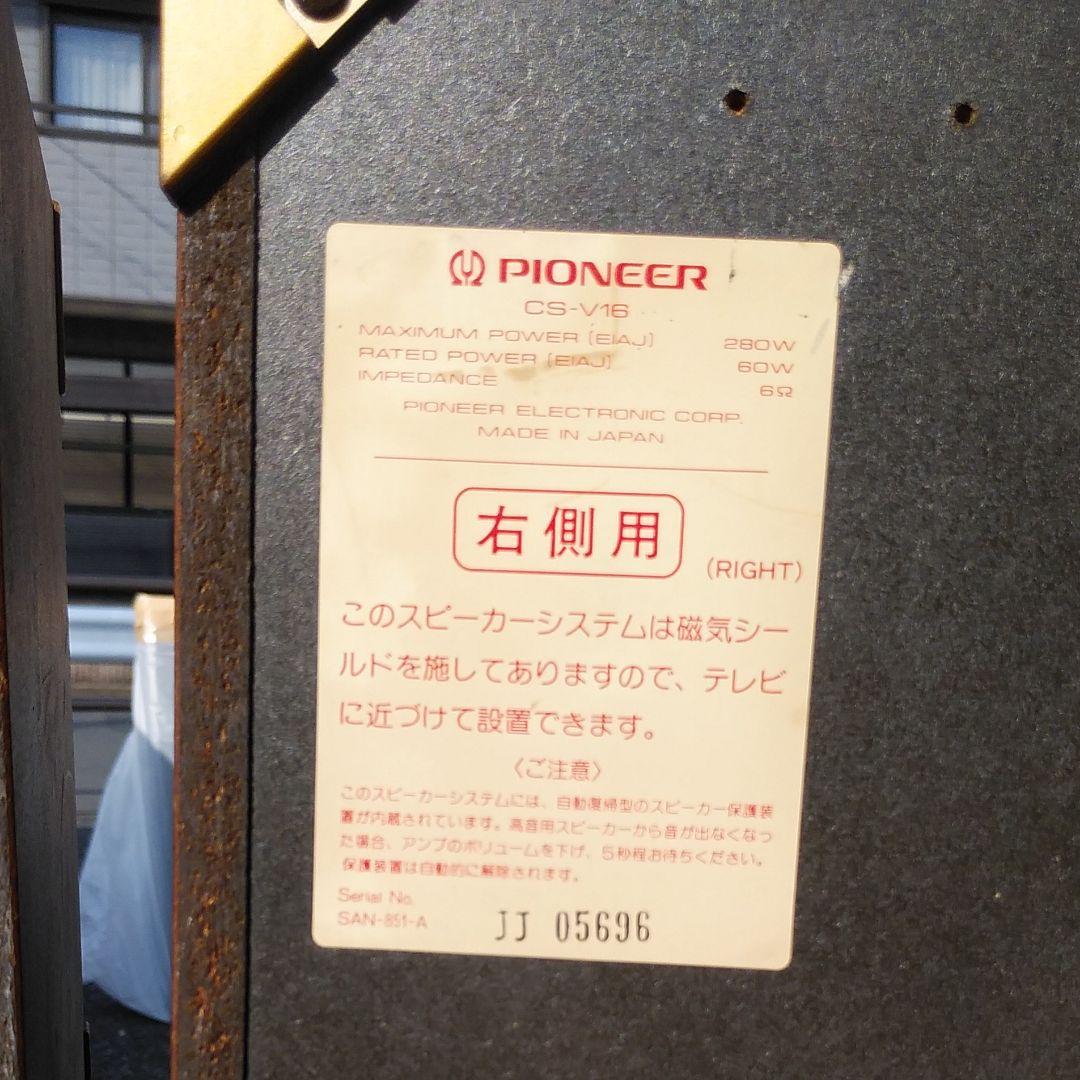 PIONEER
CS-V16
MAXIMUM POWER (EIAJ) 280W
RATED POWER (EIAJ) 60W
IMPEDANCE 6Ω
PIONEER ELECTRONIC CORP.
MADE IN JAPAN
右側用
(RIGHT)
このスピーカーシステムは磁気シー
ルドを施してありますので、テレビ
に近づけて設置できます。
〈ご注意〉
このスピーカーシステムには、自動復帰型のスピーカー保護装
置が内蔵されています。高音用スピーカーから音が出なくなっ
た場合、アンプのボリュームを下げ、5秒程お待ちください。
保護装置は自動的に解除されます。
Serial No.
SAN-851-A JJ 05696